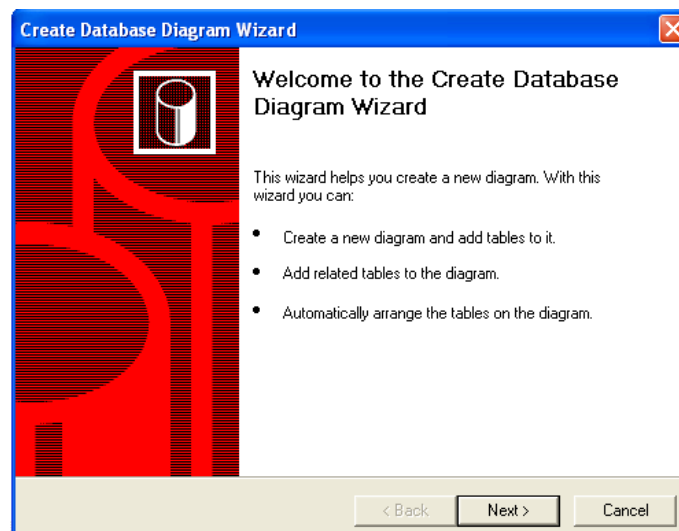 Create Database Diagram Wizard
Welcome to the Create Database
Diagram Wizard
This wizard helps you create a new diagram. With this
wizard you can:
• Create a new diagram and add tables to it.
• Add related tables to the diagram.
• Automatically arrange the tables on the diagram.
< Back Next > Cancel